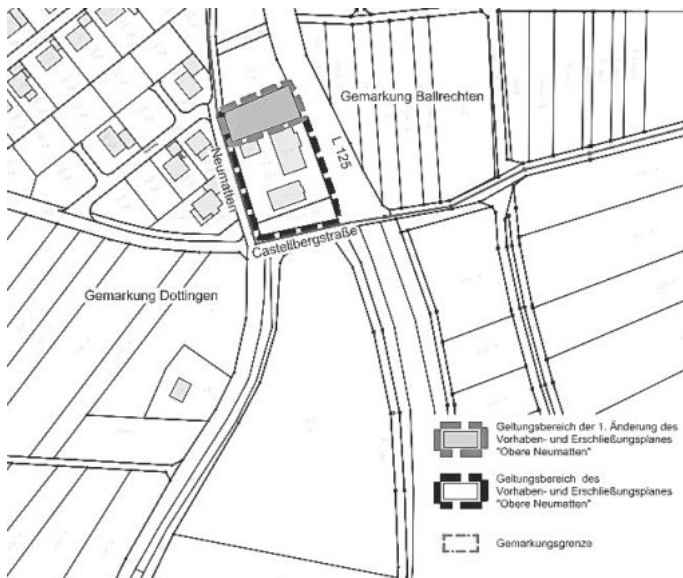 Gemarkung Ballrechten
L 125
Neumatten
Castellbergstraße
Gemarkung Dottingen
Geltungsbereich der 1. Änderung des
Vorhaben- und Erschließungsplanes
"Obere Neumatten"
Geltungsbereich des
Vorhaben- und Erschließungsplanes
"Obere Neumatten"
Gemarkungsgrenze